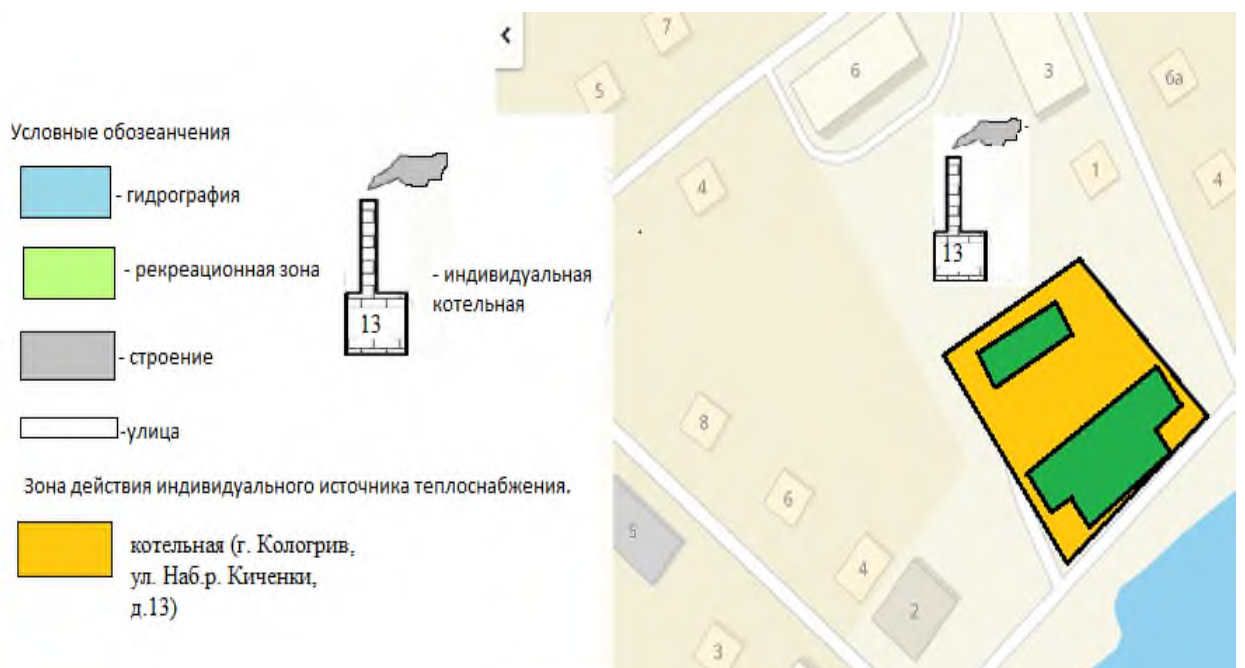 Условные обозеанчения
- гидрография
- рекреационная зона
- строение
-улица
13
- индивидуальная
котельная
Зона действия индивидуального источника теплоснабжения.
котельная (г. Кологрив,
ул. Наб.р. Киченки,
д.13)
7
5
6
3
6а
4
1
4
13
8
6
5
4
2
3